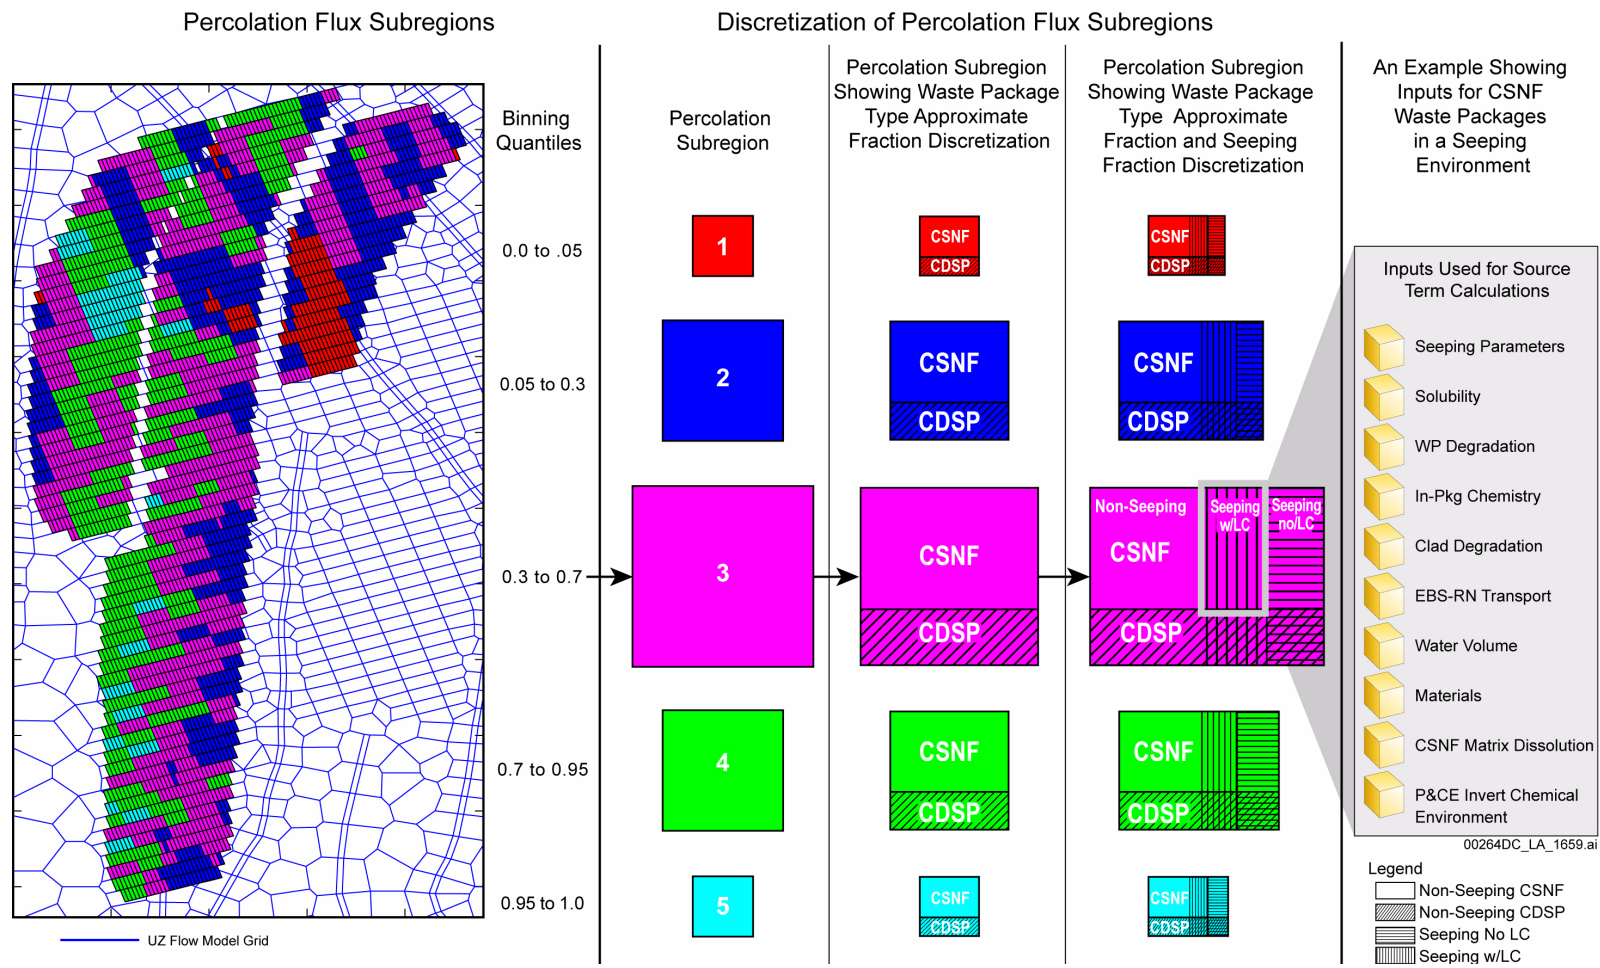 Percolation Flux Subregions
Discretization of Percolation Flux Subregions
Binning
Quantiles
Percolation
Subregion
Percolation Subregion
Showing Waste Package
Type Approximate
Fraction Discretization
Percolation Subregion
Showing Waste Package
Type Approximate
Fraction and Seeping
Fraction Discretization
An Example Showing
Inputs for CSNF
Waste Packages
in a Seeping
Environment
0.0 to .05
1
CSNF
CDSP
CSNF
CDSP
0.05 to 0.3
2
CSNF
CDSP
CSNF
CDSP
0.3 to 0.7
3
CSNF
CDSP
Non-Seeping
CSNF
CDSP
Seeping
w/LC
Seeping
no/LC
0.7 to 0.95
4
CSNF
CDSP
CSNF
CDSP
0.95 to 1.0
5
CSNF
CDSP
CSNF
CDSP
Inputs Used for Source
Term Calculations
Seeping Parameters
Solubility
WP Degradation
In-Pkg Chemistry
Clad Degradation
EBS-RN Transport
Water Volume
Materials
CSNF Matrix Dissolution
P&CE Invert Chemical
Environment
00264DC_LA_1659.ai
Legend
Non-Seeping CSNF
Non-Seeping CDSP
Seeping No LC
Seeping w/LC
UZ Flow Model Grid